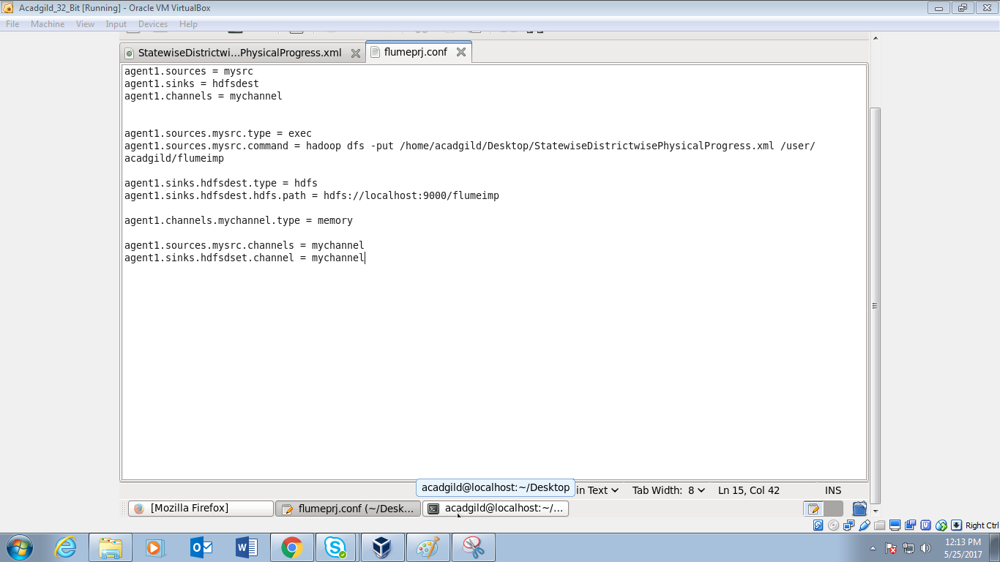 Acadgild_32_Bit [Running] - Oracle VM VirtualBox
File Machine View Input Devices Help
StatewiseDistrictwi...PhysicalProgress.xml flumeprj.conf
agent1.sources = mysrc
agent1.sinks = hdfsdest
agent1.channels = mychannel
agent1.sources.mysrc.type = exec
agent1.sources.mysrc.command = hadoop dfs -put /home/acadgild/Desktop/StatewiseDistrictwisePhysicalProgress.xml /user/
acadgild/flumeimp
agent1.sinks.hdfsdest.type = hdfs
agent1.sinks.hdfsdest.hdfs.path = hdfs://localhost:9000/flumeimp
agent1.channels.mychannel.type = memory
agent1.sources.mysrc.channels = mychannel
agent1.sinks.hdfsdset.channel = mychannel
acadgild@localhost:~/Desktop
in Text Tab Width: 8 Ln 15, Col 42 INS
[Mozilla Firefox] flumeprj.conf (~/Desk... acadgild@localhost:~/...
Right Ctrl
12:13 PM
5/25/2017